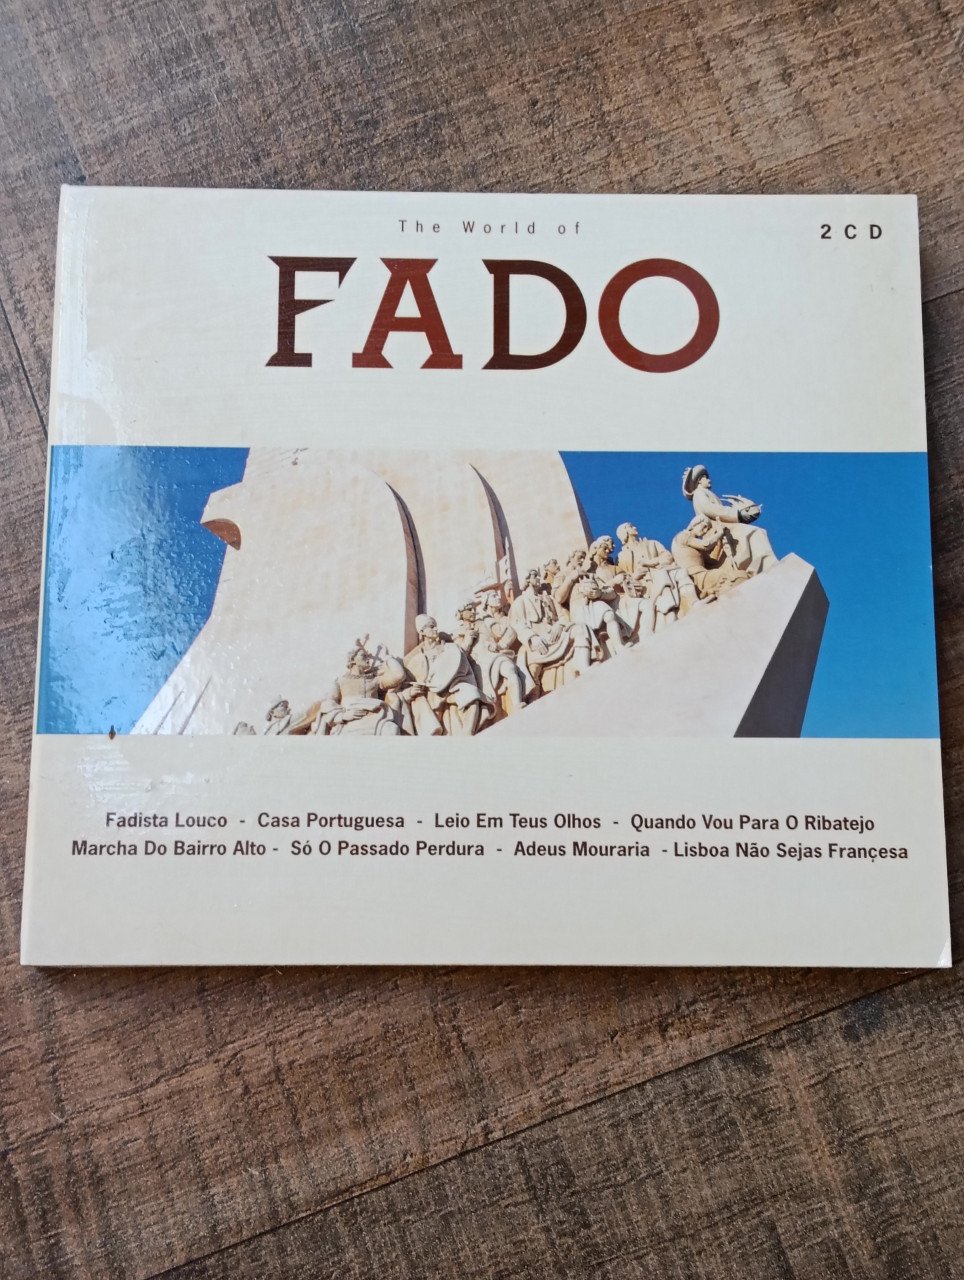 The World of
2 CD
FADO
Fadista Louco - Casa Portuguesa - Leio Em Teus Olhos - Quando Vou Para O Ribatejo
Marcha Do Bairro Alto - Só O Passado Perdura - Adeus Mouraria - Lisboa Não Sejas Françesa